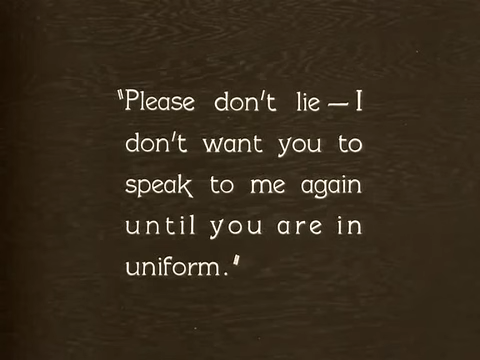 "Please don't lie — I
don't want you to
speak to me again
until you are in
uniform."